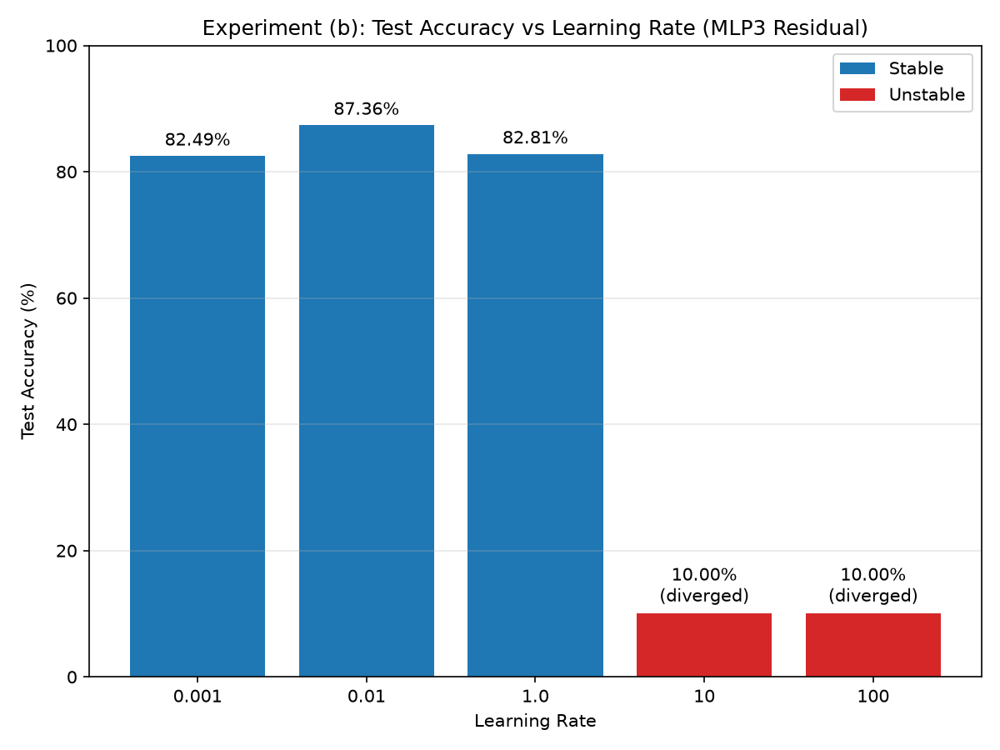 Experiment (b): Test Accuracy vs Learning Rate (MLP3 Residual)
100
80
60
40
20
0
Test Accuracy (%)
Stable
Unstable
82.49%
87.36%
82.81%
10.00%
(diverged)
10.00%
(diverged)
0.001
0.01
1.0
10
100
Learning Rate